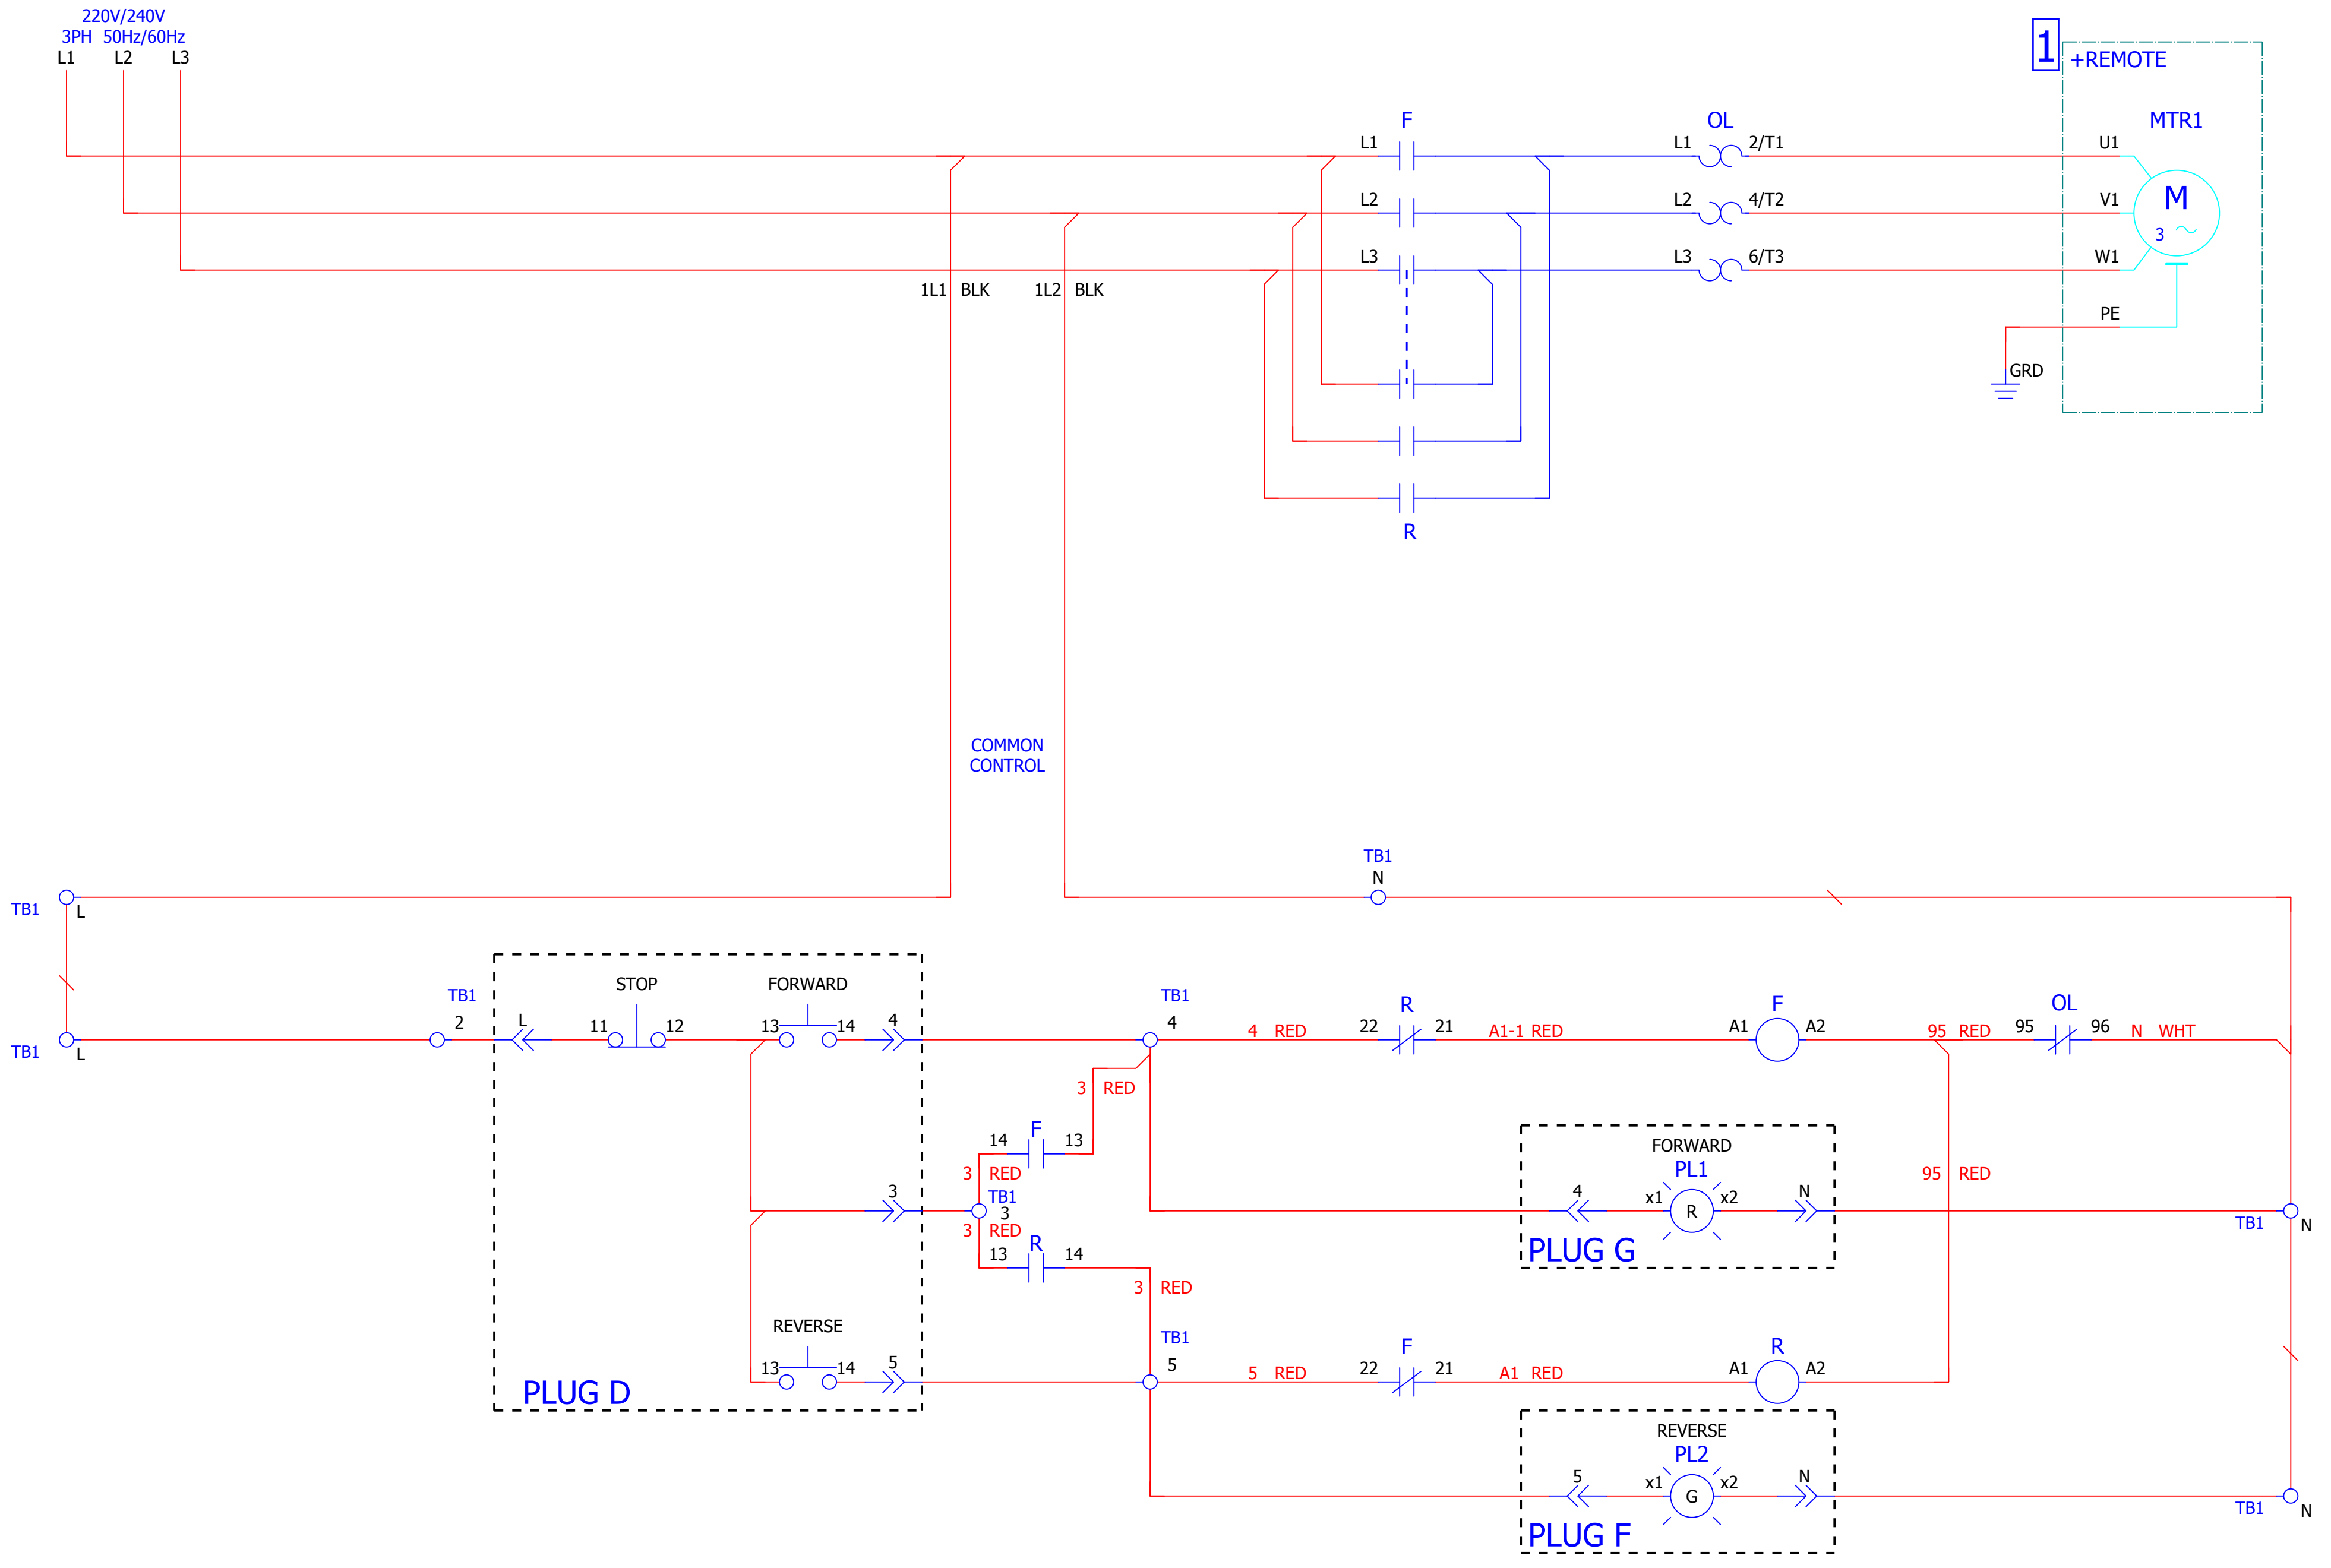 220V/240V
3PH 50Hz/60Hz
L1 L2 L3
1 +REMOTE
F OL MTR1
L1 L1 2/T1 U1
L2 L2 4/T2 V1
M
3
L3 L3 6/T3 W1
1L1 BLK 1L2 BLK
PE
GRD
R
COMMON
CONTROL
TB1
N
TB1 L
STOP FORWARD
TB1 TB1 R F OL
2 L 11 12 13 14 4 4 4 RED 22 21 A1-1 RED A1 A2 95 RED 95 96 N WHT
TB1 L
3 RED
F
14 13
FORWARD
PL1
3 RED
95 RED
3
TB1
3
4 x1 R x2 N
TB1 N
3 RED
R
13 14
PLUG G
3 RED
REVERSE
TB1 F R
13 14 5 5 5 RED 22 21 A1 RED A1 A2
PLUG D
REVERSE
PL2
5 x1 G x2 N
TB1 N
PLUG F